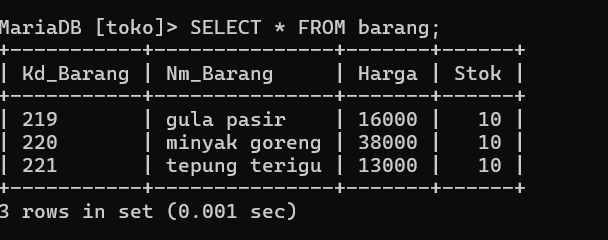 MariaDB [toko]> SELECT * FROM barang;
+-----------+---------------+-------+------+
| Kd_Barang | Nm_Barang     | Harga | Stok |
+-----------+---------------+-------+------+
| 219       | gula pasir    | 16000 |   10 |
| 220       | minyak goreng | 38000 |   10 |
| 221       | tepung terigu | 13000 |   10 |
+-----------+---------------+-------+------+
3 rows in set (0.001 sec)